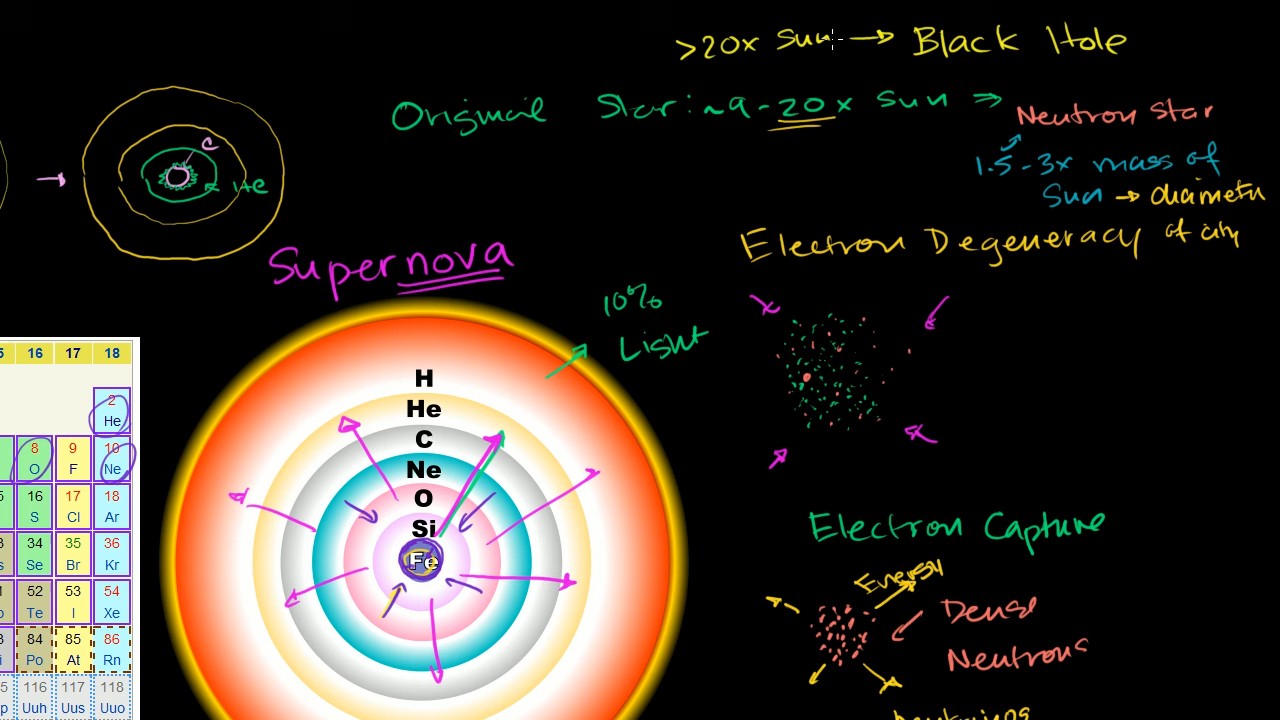 >20x Sun → Black Hole
Original Star: ~9-20x Sun ⇒ Neutron Star
1.5-3x mass of
Sun → diameter
of city
C
He
Supernova
Electron Degeneracy
10%
Light
H
He
C
Ne
O
Si
Fe
Electron Capture
Energy
Dense
Neutrons
16 17 18
2
He
8 9 10
O F Ne
16 17 18
S Cl Ar
34 35 36
Se Br Kr
52 53 54
Te I Xe
84 85 86
Po At Rn
116 117 118
Uuh Uus Uuo